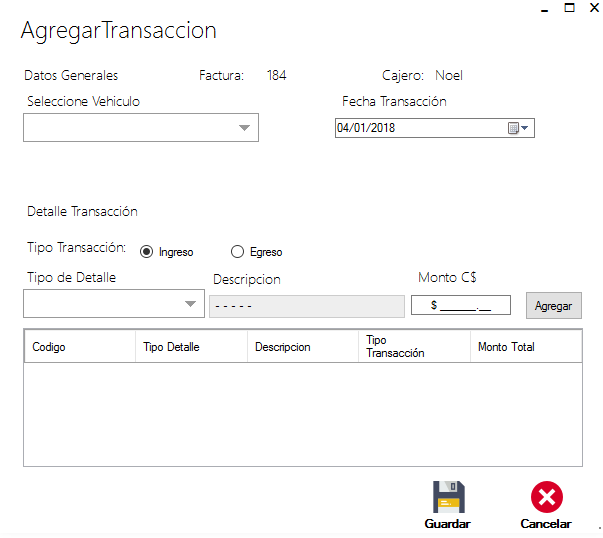 AgregarTransaccion
Datos Generales Factura: 184 Cajero: Noel
Seleccione Vehiculo Fecha Transacción
04/01/2018
Detalle Transacción
Tipo Transacción: Ingreso Egreso
Tipo de Detalle Descripcion Monto C$
- - - - - $ ______.__ Agregar
Codigo Tipo Detalle Descripcion Tipo Transacción Monto Total
Guardar Cancelar